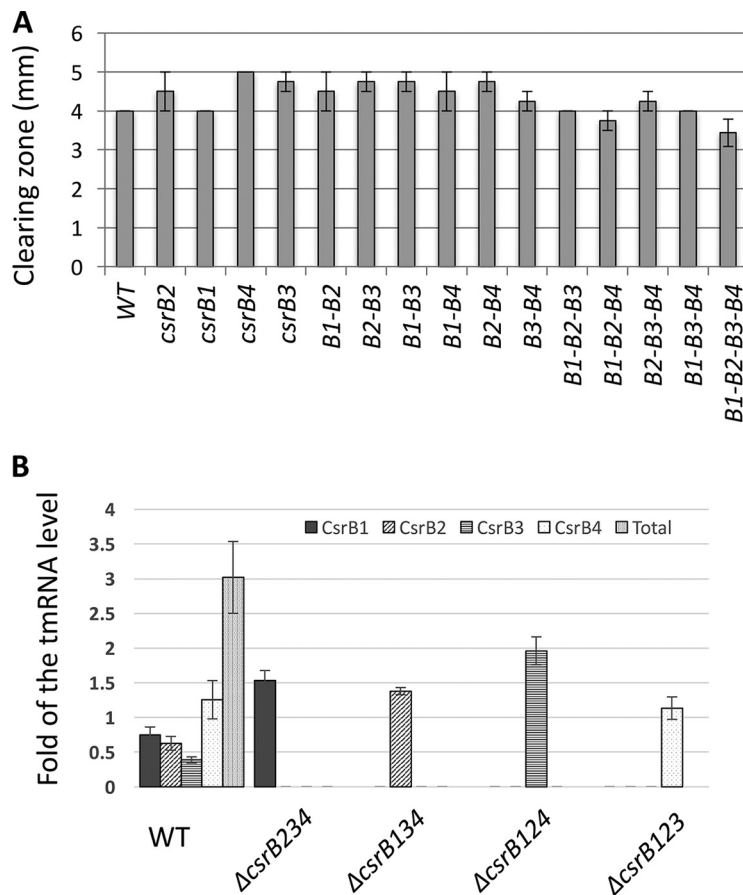 A
Clearing zone (mm)
6
5
4
3
2
1
0
WT
csrB2
csrB1
csrB4
csrB3
B1-B2
B2-B3
B1-B3
B1-B4
B2-B4
B3-B4
B1-B2-B3
B1-B2-B4
B2-B3-B4
B1-B3-B4
B1-B2-B3-B4
B
Fold of the tmRNA level
4
3.5
3
2.5
2
1.5
1
0.5
0
CsrB1 CsrB2 CsrB3 CsrB4 Total
WT
ΔcsrB234
ΔcsrB134
ΔcsrB124
ΔcsrB123